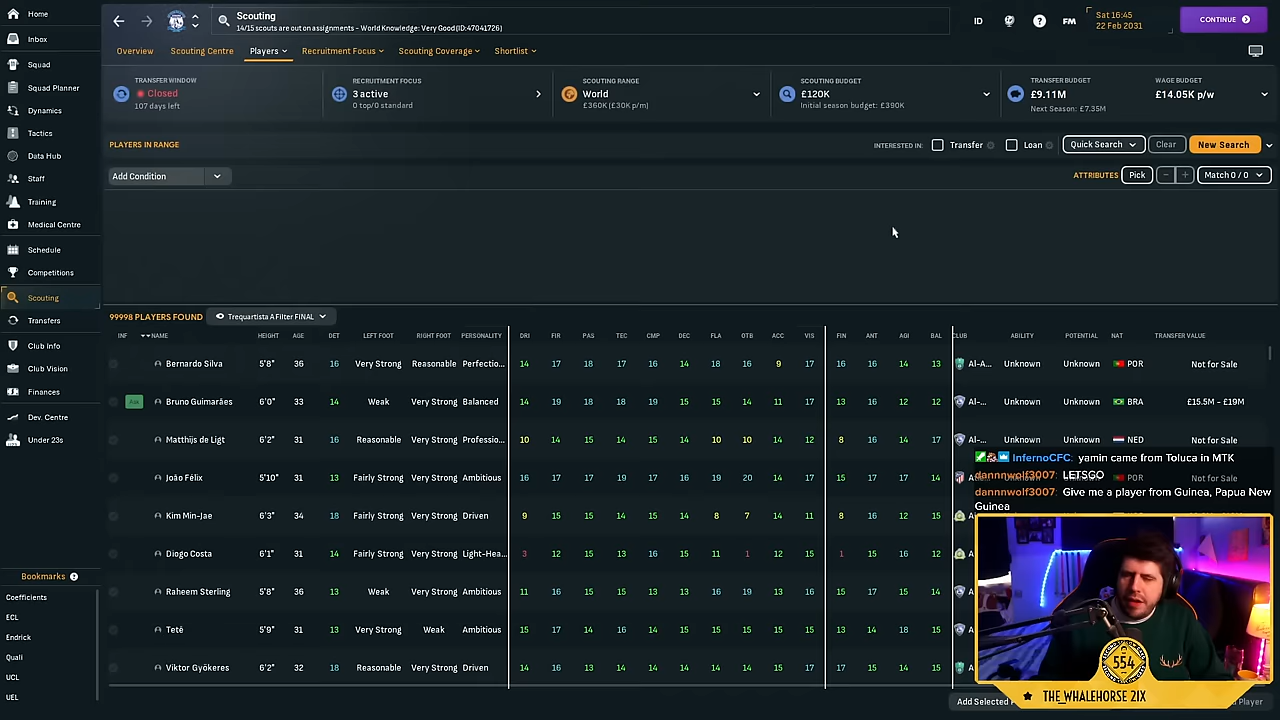 Home
Inbox
Squad
Squad Planner
Dynamics
Tactics
Data Hub
Staff
Training
Medical Centre
Schedule
Competitions
Scouting
Transfers
Club Info
Club Vision
Finances
Dev. Centre
Under 23s
Bookmarks ?
Coefficients
ECL
Endrick
Quali
UCL
UEL
Scouting
14/15 scouts are out on assignments - World Knowledge: Very Good(ID:47041726)
ID
?
FM
Sat 16:45
22 Feb 2031
CONTINUE
Overview
Scouting Centre
Players
Recruitment Focus
Scouting Coverage
Shortlist
TRANSFER WINDOW
Closed
107 days left
RECRUITMENT FOCUS
3 active
0 top/0 standard
SCOUTING RANGE
World
£360K (£30K p/m)
SCOUTING BUDGET
£120K
Initial season budget: £390K
TRANSFER BUDGET
£9.11M
Next Season: £7.35M
WAGE BUDGET
£14.05K p/w
PLAYERS IN RANGE
INTERESTED IN:
Transfer
Loan
Quick Search
Clear
New Search
Add Condition
ATTRIBUTES
Pick
− +
Match 0 / 0
99998 PLAYERS FOUND
Trequartista A Filter FINAL
INF NAME HEIGHT AGE DET LEFT FOOT RIGHT FOOT PERSONALITY DRI FIR PAS TEC CMP DEC FLA OTB ACC VIS FIN ANT AGI BAL CLUB ABILITY POTENTIAL NAT TRANSFER VALUE
Bernardo Silva 5'8" 36 16 Very Strong Reasonable Perfectio... 14 17 18 17 16 14 18 16 9 17 16 16 14 13 Al-A... Unknown Unknown POR Not for Sale
Ask Bruno Guimarães 6'0" 33 14 Weak Very Strong Balanced 14 19 18 18 19 15 15 14 11 17 13 16 12 12 Al-... Unknown Unknown BRA £15.5M - £19M
Matthijs de Ligt 6'2" 31 16 Reasonable Very Strong Professio... 10 14 15 14 15 14 10 10 14 12 8 16 14 17 Al-... Unknown Unknown NED Not for Sale
João Félix 5'10" 31 13 Fairly Strong Very Strong Ambitious 16 17 17 19 17 16 19 20 14 17 15 17 17 14 POR
Kim Min-Jae 6'3" 34 18 Fairly Strong Very Strong Driven 9 15 15 14 15 14 8 7 14 11 8 16 12 15
Diogo Costa 6'1" 31 14 Fairly Strong Very Strong Light-Hea... 3 12 15 13 16 15 11 1 12 15 1 15 16 12
Raheem Sterling 5'8" 36 13 Weak Very Strong Ambitious 11 16 15 15 13 13 16 19 13 16 15 17 15 14
Teté 5'9" 31 13 Very Strong Weak Ambitious 15 17 14 16 14 15 15 15 15 15 13 14 18 15
Viktor Gyökeres 6'2" 32 18 Reasonable Very Strong Driven 14 16 13 14 14 14 14 15 15 17 17 15 14 15
InfernoCFC: yamin came from Toluca in MTK
dannnwolf3007: LETSGO
dannnwolf3007: Give me a player from Guinea, Papua New
Guinea
554
THE_WHALEHORSE 21X
Add Selected
Player